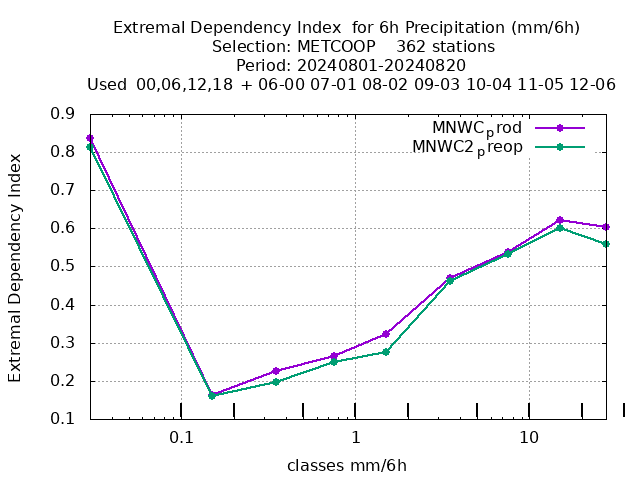 Extremal Dependency Index  for 6h Precipitation (mm/6h)
Selection: METCOOP    362 stations
Period: 20240801-20240820
Used  00,06,12,18 + 06-00 07-01 08-02 09-03 10-04 11-05 12-06
MNWCprod
MNWC2preop
Extremal Dependency Index
0.9
0.8
0.7
0.6
0.5
0.4
0.3
0.2
0.1
0.1 1 10
classes mm/6h